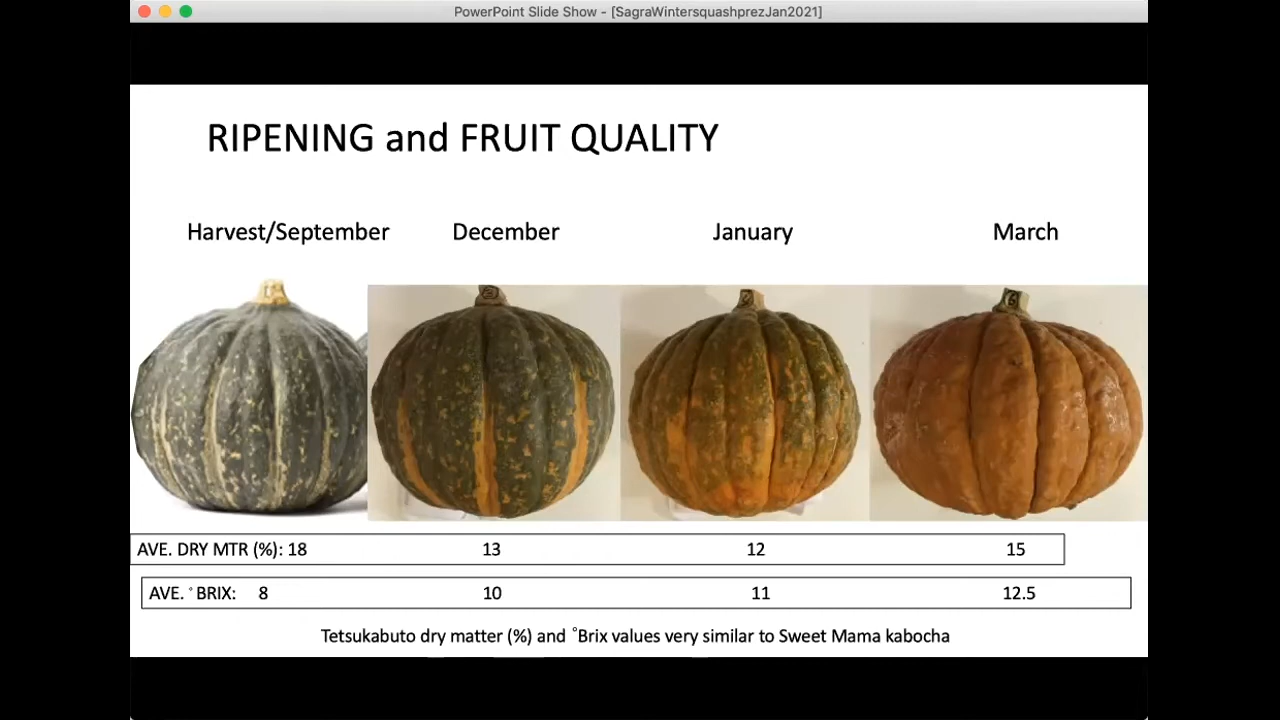 PowerPoint Slide Show - [SagraWintersquashprezJan2021]
RIPENING and FRUIT QUALITY
Harvest/September December January March
AVE. DRY MTR (%): 18 13 12 15
AVE. °BRIX: 8 10 11 12.5
Tetsukabuto dry matter (%) and °Brix values very similar to Sweet Mama kabocha